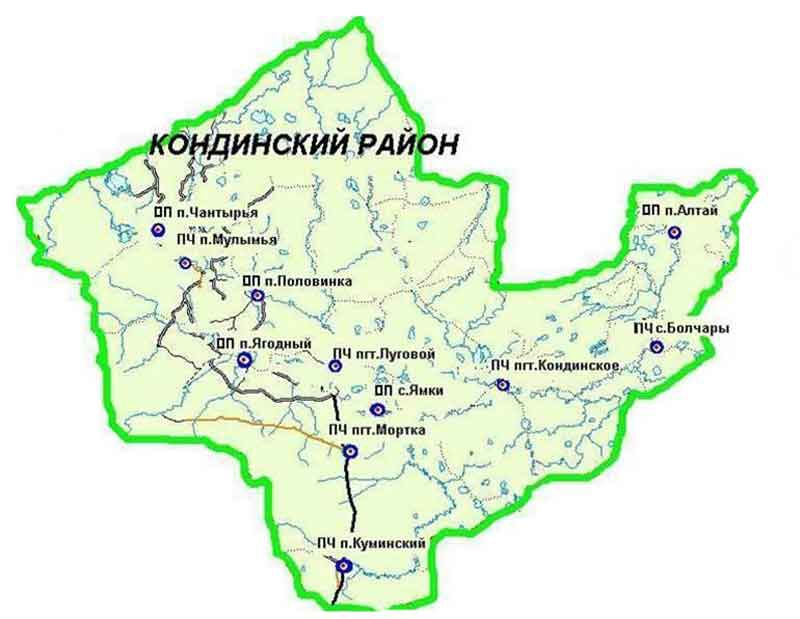 КОНДИНСКИЙ РАЙОН
ОП п.Чантырья
ОП п.Алтай
ПЧ п.Мулымья
ОП п.Половинка
ПЧ с.Болчары
ОП п.Ягодный
ПЧ пгт.Луговой
ПЧ пгт.Кондинское
ОП с.Ямки
ПЧ пгт.Мортка
ПЧ п.Куминский